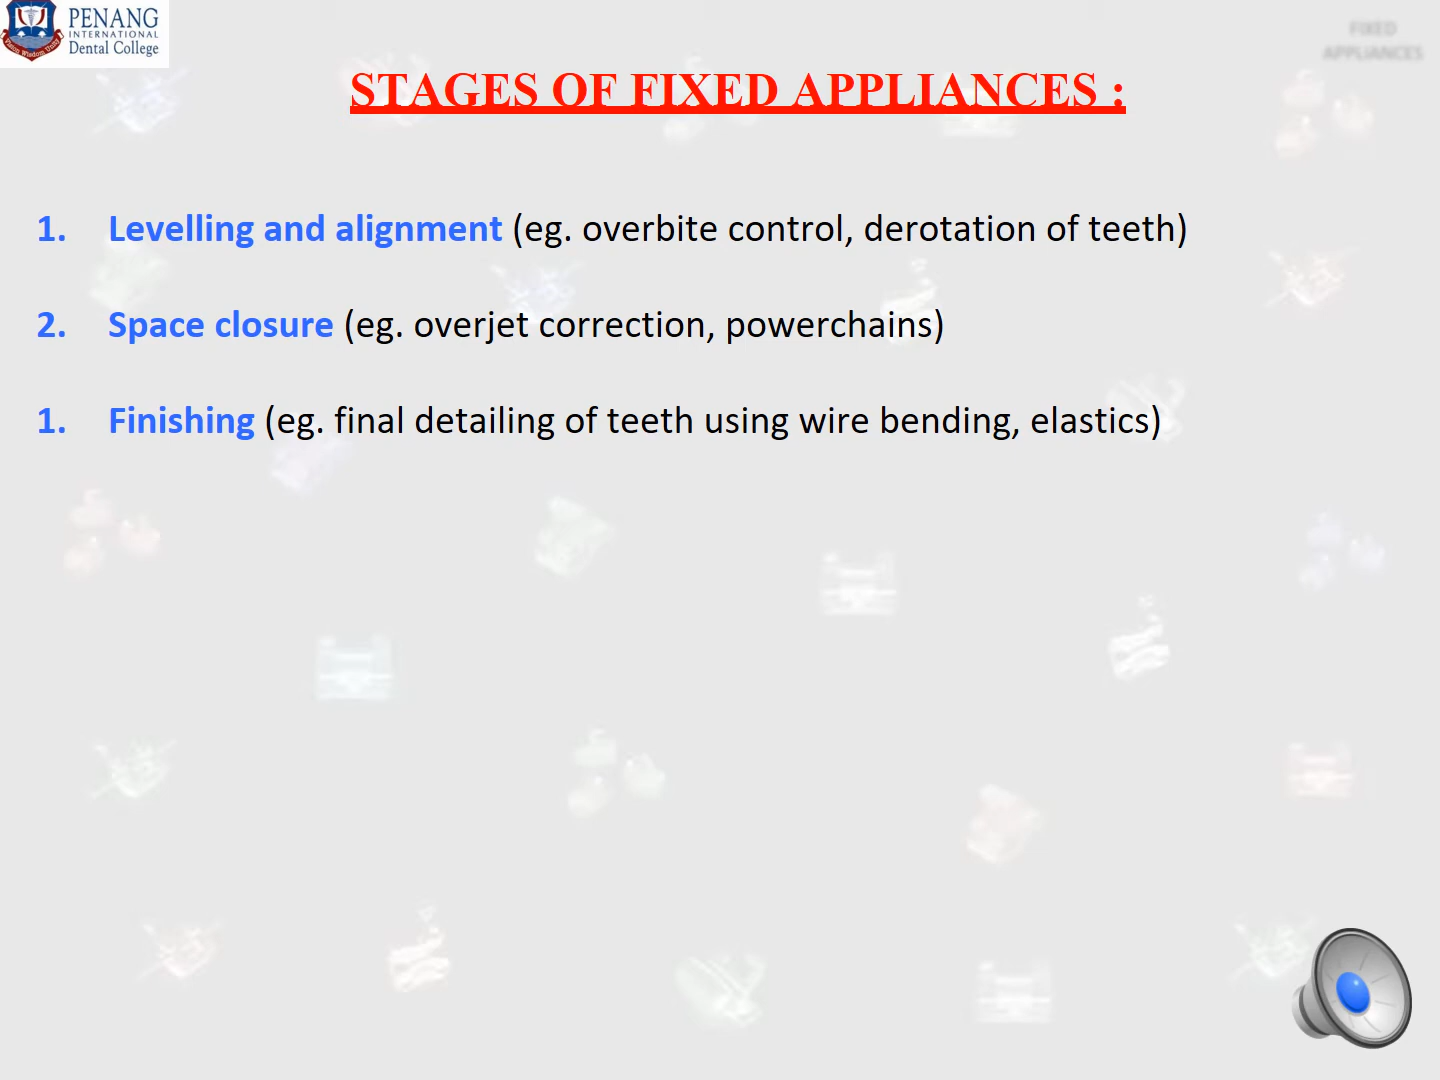 PENANG
INTERNATIONAL
Dental College
FIXED
APPLIANCES
STAGES OF FIXED APPLIANCES :
1. Levelling and alignment (eg. overbite control, derotation of teeth)
2. Space closure (eg. overjet correction, powerchains)
1. Finishing (eg. final detailing of teeth using wire bending, elastics)